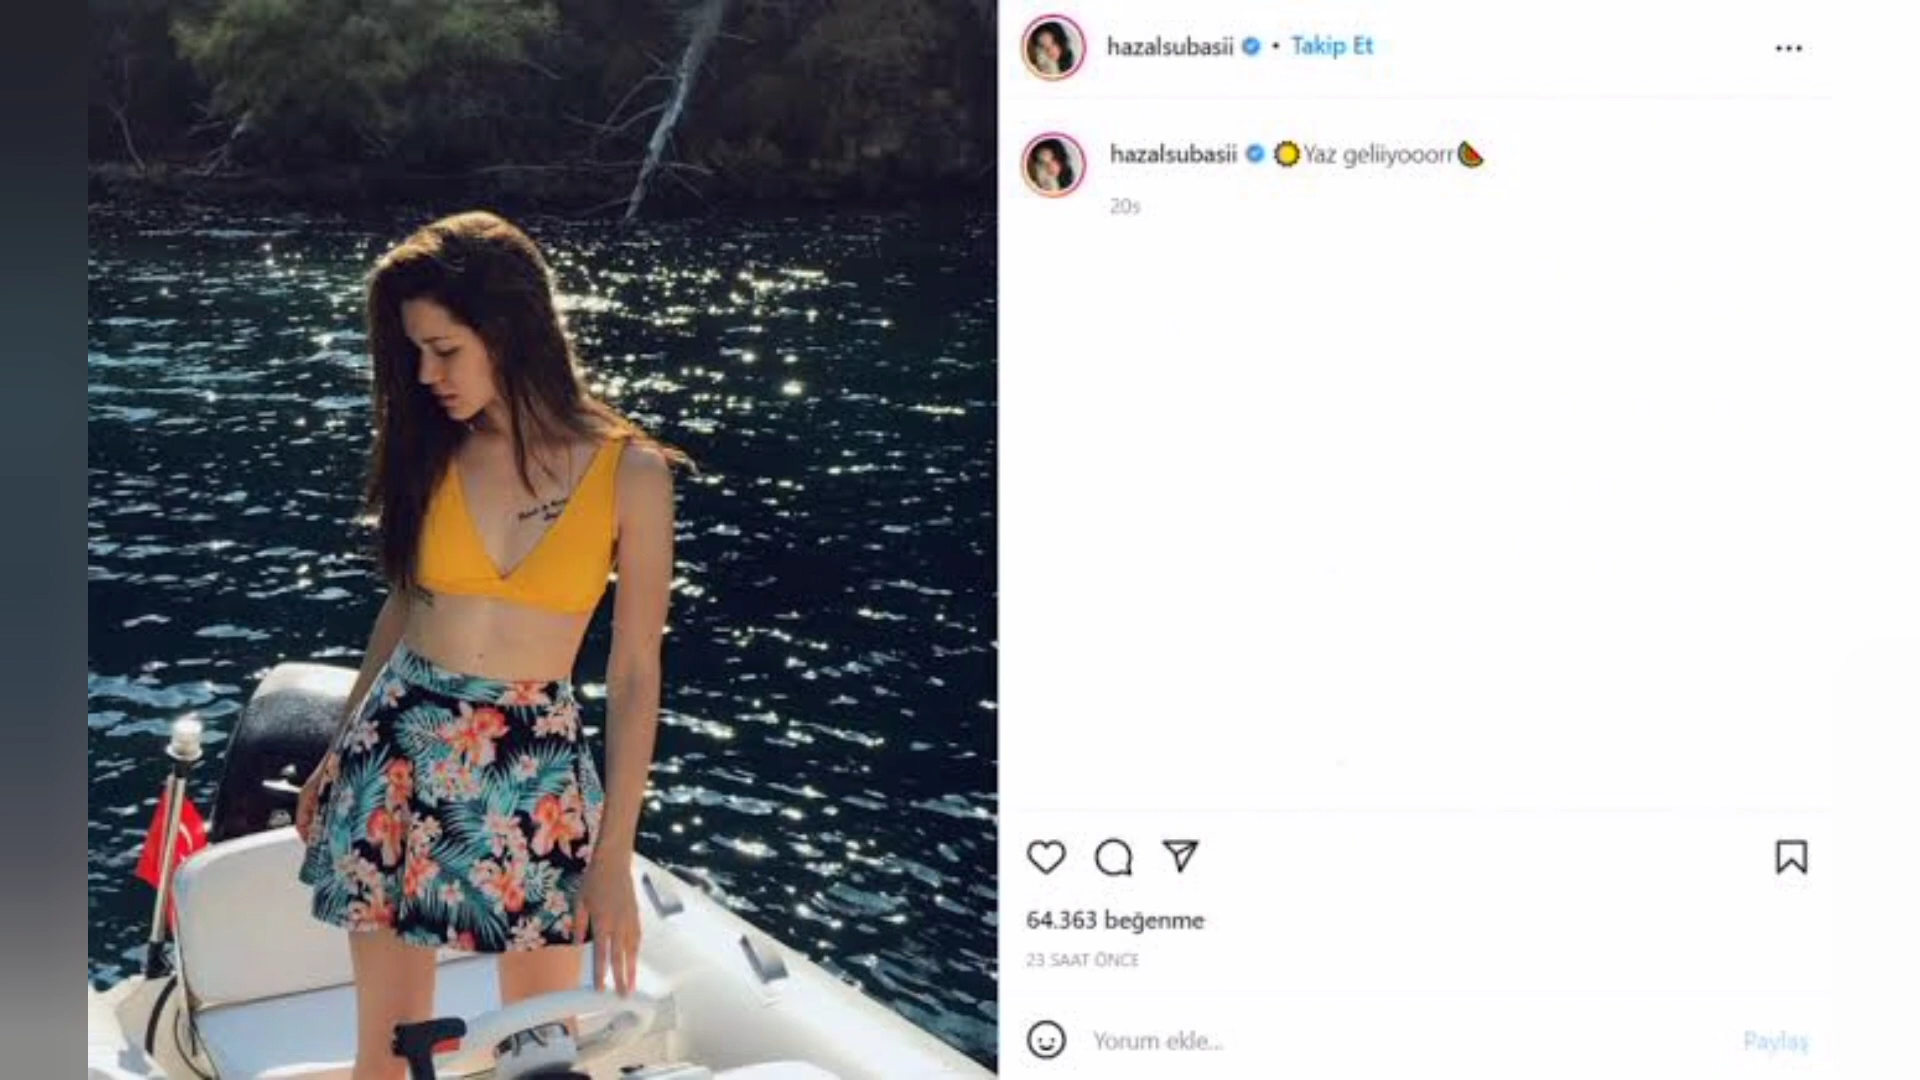 hazalsubasii • Takip Et
hazalsubasii Yaz geliiyooorr
20s
64.363 beğenme
23 SAAT ÖNCE
Yorum ekle...
Paylaş